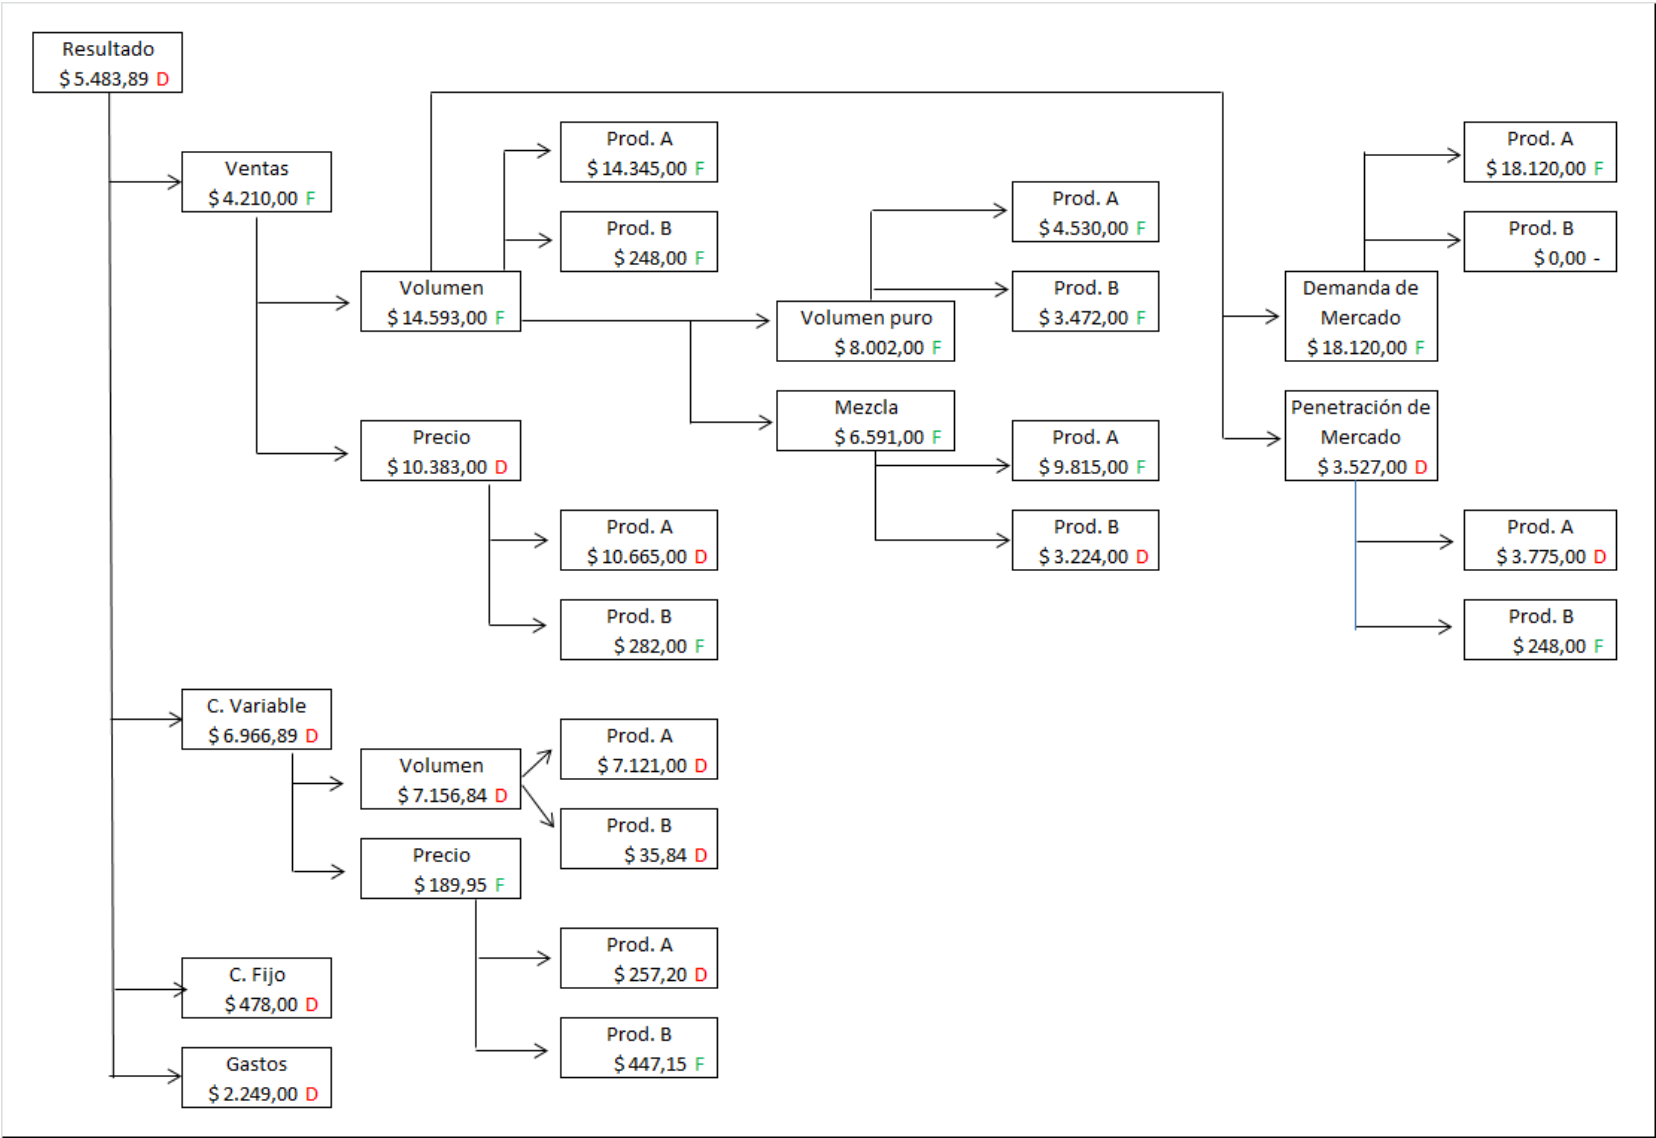 Resultado
$ 5.483,89 D
Ventas
$ 4.210,00 F
Volumen
$ 14.593,00 F
Prod. A
$ 14.345,00 F
Prod. B
$ 248,00 F
Volumen puro
$ 8.002,00 F
Prod. A
$ 4.530,00 F
Prod. B
$ 3.472,00 F
Mezcla
$ 6.591,00 F
Prod. A
$ 9.815,00 F
Prod. B
$ 3.224,00 D
Demanda de
Mercado
$ 18.120,00 F
Prod. A
$ 18.120,00 F
Prod. B
$ 0,00 -
Penetración de
Mercado
$ 3.527,00 D
Prod. A
$ 3.775,00 D
Prod. B
$ 248,00 F
Precio
$ 10.383,00 D
Prod. A
$ 10.665,00 D
Prod. B
$ 282,00 F
C. Variable
$ 6.966,89 D
Volumen
$ 7.156,84 D
Prod. A
$ 7.121,00 D
Prod. B
$ 35,84 D
Precio
$ 189,95 F
Prod. A
$ 257,20 D
Prod. B
$ 447,15 F
C. Fijo
$ 478,00 D
Gastos
$ 2.249,00 D